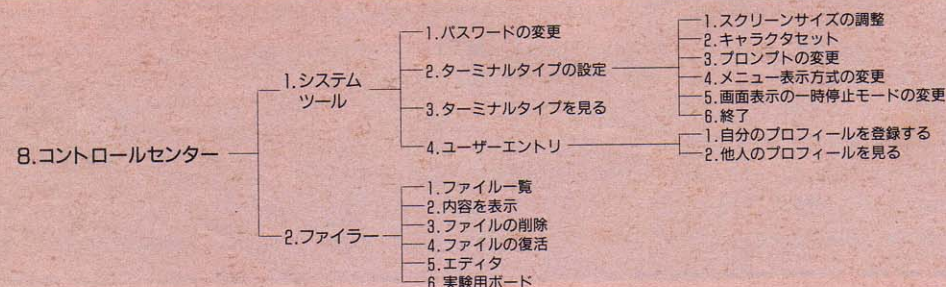 8.コントロールセンター
1.システム
ツール
1.パスワードの変更
2.ターミナルタイプの設定
1.スクリーンサイズの調整
2.キャラクタセット
3.プロンプトの変更
4.メニュー表示方式の変更
5.画面表示の一時停止モードの変更
6.終了
3.ターミナルタイプを見る
4.ユーザーエントリ
1.自分のプロフィールを登録する
2.他人のプロフィールを見る
2.ファイラー
1.ファイル一覧
2.内容を表示
3.ファイルの削除
4.ファイルの復活
5.エディタ
6.実験用ボード